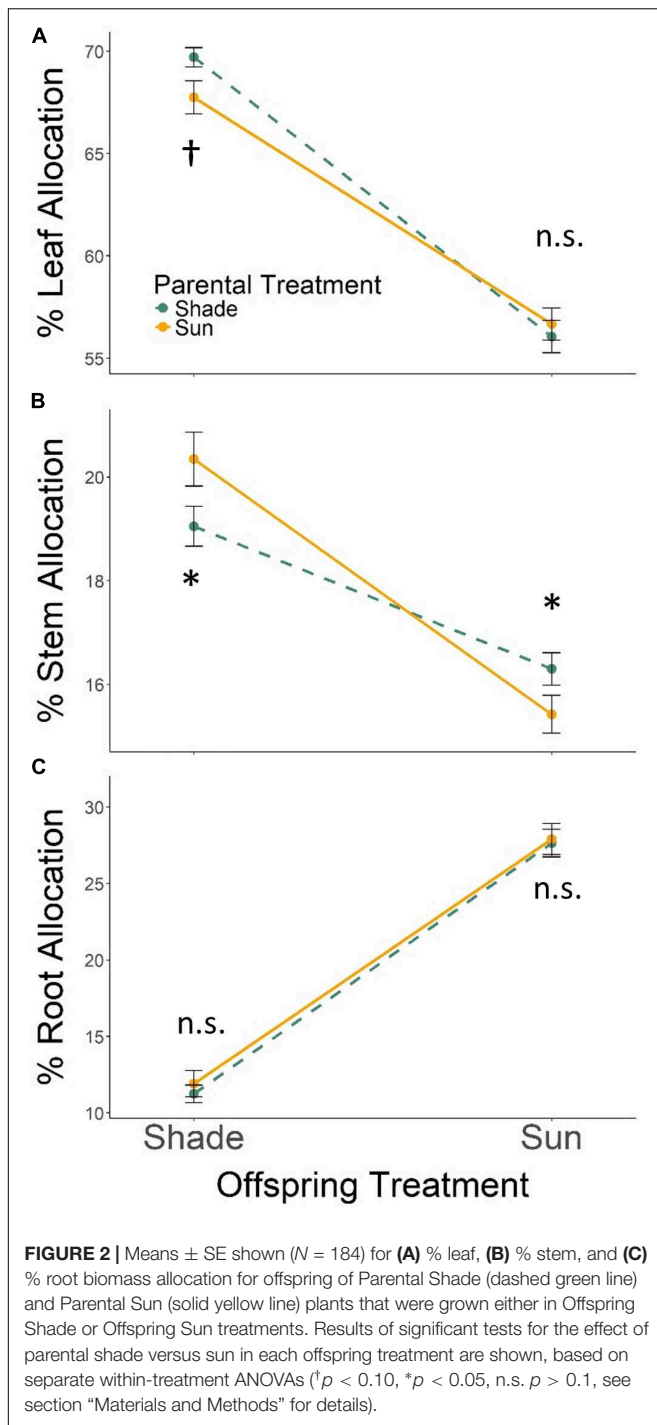 A
70
65
60
55
% Leaf Allocation
†
n.s.
Parental Treatment
Shade
Sun
B
20
18
16
% Stem Allocation
*
*
C
30
25
20
15
10
% Root Allocation
n.s.
n.s.
Shade
Sun
Offspring Treatment
FIGURE 2 | Means ± SE shown (N = 184) for (A) % leaf, (B) % stem, and (C)
% root biomass allocation for offspring of Parental Shade (dashed green line)
and Parental Sun (solid yellow line) plants that were grown either in Offspring
Shade or Offspring Sun treatments. Results of significant tests for the effect of
parental shade versus sun in each offspring treatment are shown, based on
separate within-treatment ANOVAs (†p < 0.10, *p < 0.05, n.s. p > 0.1, see
section “Materials and Methods” for details).